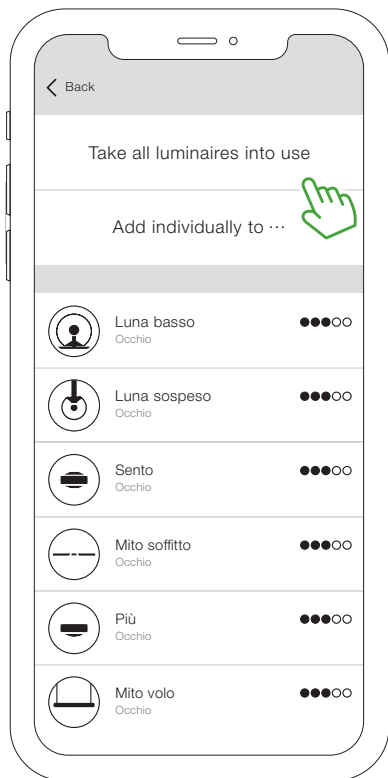 Back
Take all luminaires into use
Add individually to ···
Luna basso
Occhio
Luna sospeso
Occhio
Sento
Occhio
Mito soffitto
Occhio
Più
Occhio
Mito volo
Occhio